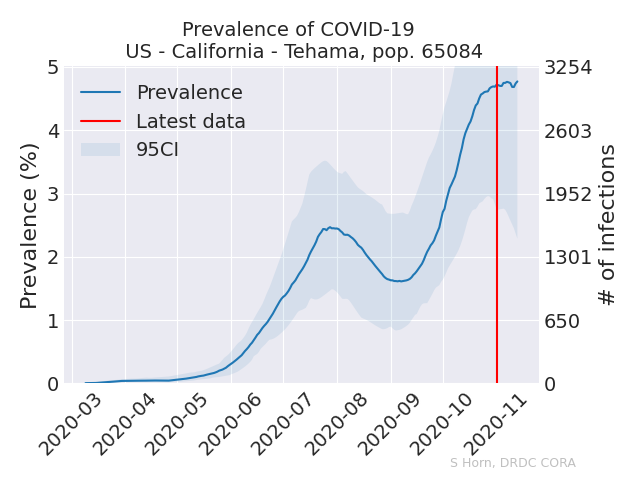 Prevalence of COVID-19
US - California - Tehama, pop. 65084
Prevalence
Latest data
95CI
Prevalence (%)
5
4
3
2
1
0
3254
2603
1952
1301
650
0
# of infections
2020-03
2020-04
2020-05
2020-06
2020-07
2020-08
2020-09
2020-10
2020-11
S Horn, DRDC CORA